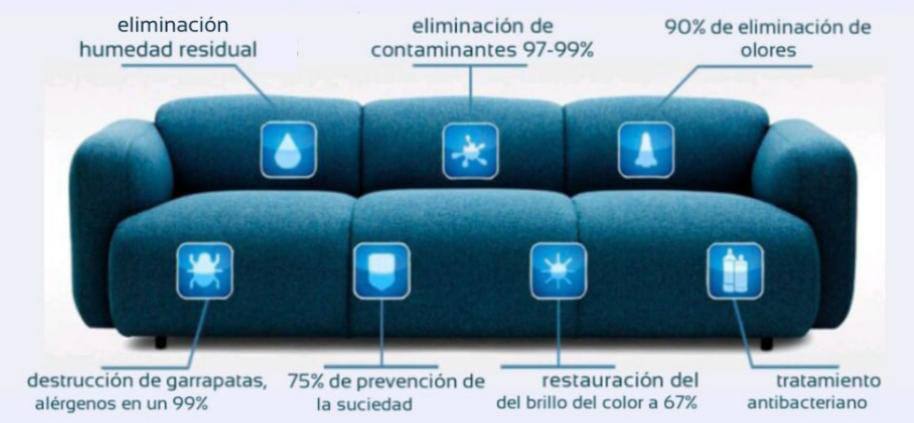 eliminación
humedad residual
eliminación de
contaminantes 97-99%
90% de eliminación de
olores
destrucción de garrapatas,
alérgenos en un 99%
75% de prevención de
la suciedad
restauración del
del brillo del color a 67%
tratamiento
antibacteriano